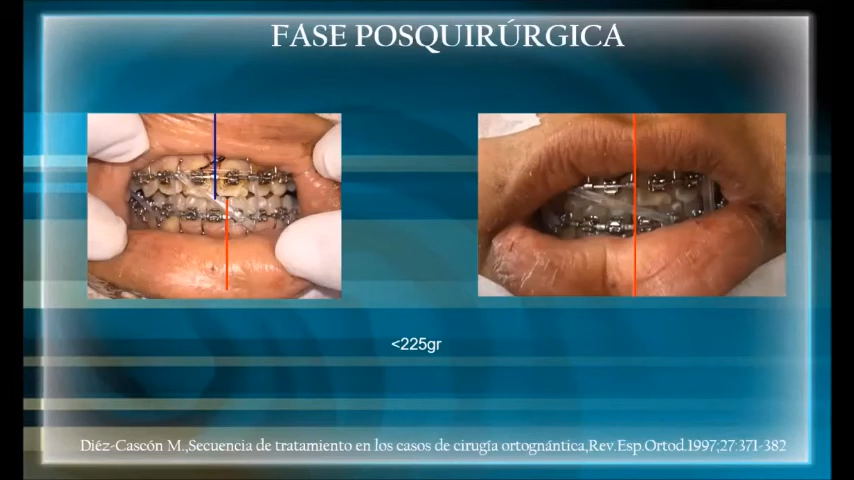 FASE POSQUIRÚRGICA
<225gr
Diéz-Cascón M.,Secuencia de tratamiento en los casos de cirugía ortognántica,Rev.Esp.Ortod.1997;27:371-382